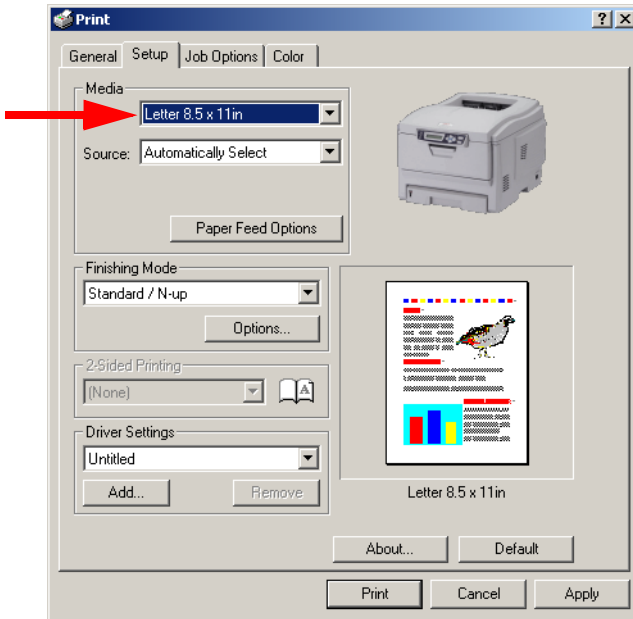 Print
General Setup Job Options Color
Media
Letter 8.5 x 11in
Source: Automatically Select
Paper Feed Options
Finishing Mode
Standard / N-up
Options...
2-Sided Printing
(None)
A
Driver Settings
Untitled
Add... Remove
Letter 8.5 x 11in
About... Default
Print Cancel Apply